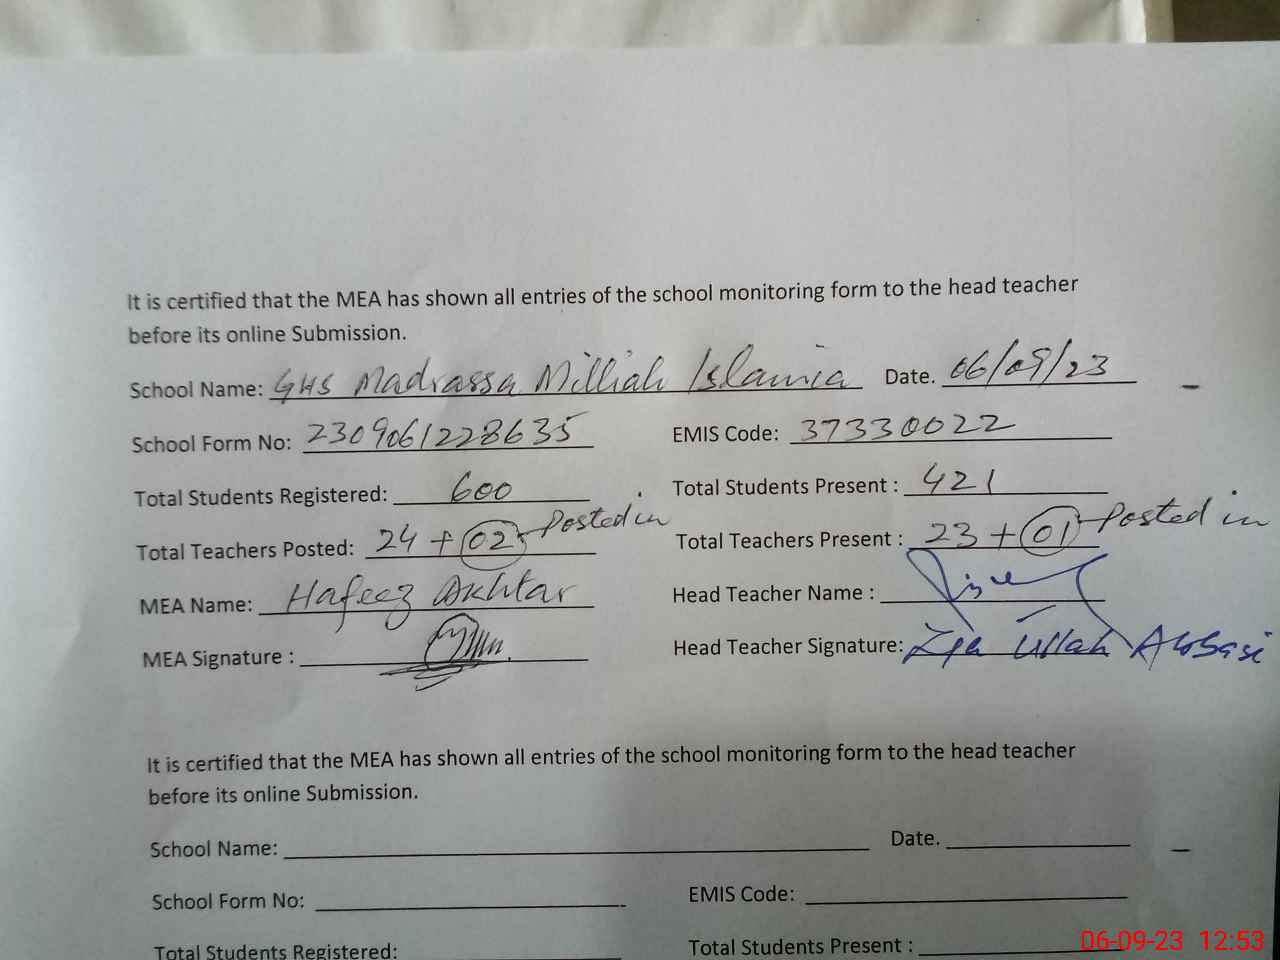 It is certified that the MEA has shown all entries of the school monitoring form to the head teacher
before its online Submission.
School Name: GHS Madrassa Milliah Islamia Date. 06/09/23
School Form No: 2309061228635 EMIS Code: 37330022
Total Students Registered: 600 Total Students Present : 421
Total Teachers Posted: 24 + 02 Posted in Total Teachers Present : 23 + 01 Posted in
MEA Name: Hafeez Akhtar Head Teacher Name :
MEA Signature : Head Teacher Signature: Zia Ullah Abbasi
It is certified that the MEA has shown all entries of the school monitoring form to the head teacher
before its online Submission.
School Name: Date.
School Form No: EMIS Code:
Total Students Registered: Total Students Present :
06-09-23 12:53